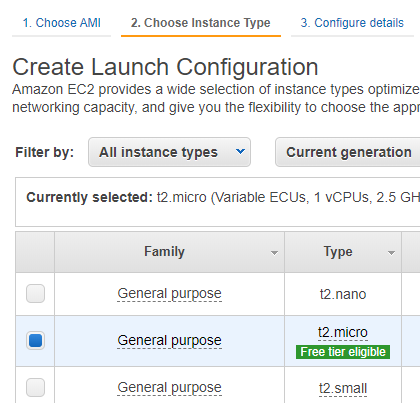 1. Choose AMI 2. Choose Instance Type 3. Configure details
Create Launch Configuration
Amazon EC2 provides a wide selection of instance types optimize
networking capacity, and give you the flexibility to choose the appr
Filter by: All instance types Current generation
Currently selected: t2.micro (Variable ECUs, 1 vCPUs, 2.5 GH
Family Type
General purpose t2.nano
General purpose t2.micro
Free tier eligible
General purpose t2.small